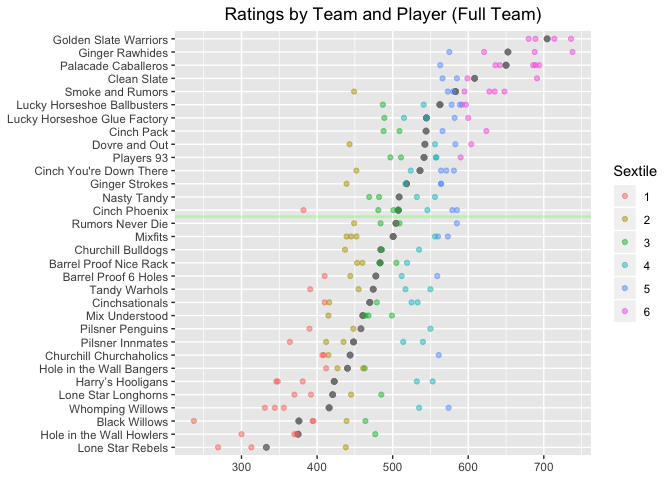 Ratings by Team and Player (Full Team)
Golden Slate Warriors
Ginger Rawhides
Palacade Caballeros
Clean Slate
Smoke and Rumors
Lucky Horseshoe Ballbusters
Lucky Horseshoe Glue Factory
Cinch Pack
Dovre and Out
Players 93
Cinch You're Down There
Ginger Strokes
Nasty Tandy
Cinch Phoenix
Rumors Never Die
Mixfits
Churchill Bulldogs
Barrel Proof Nice Rack
Barrel Proof 6 Holes
Tandy Warhols
Cinchsationals
Mix Understood
Pilsner Penguins
Pilsner Innmates
Churchill Churchaholics
Hole in the Wall Bangers
Harry's Hooligans
Lone Star Longhorns
Whomping Willows
Black Willows
Hole in the Wall Howlers
Lone Star Rebels
300 400 500 600 700
Sextile
1
2
3
4
5
6